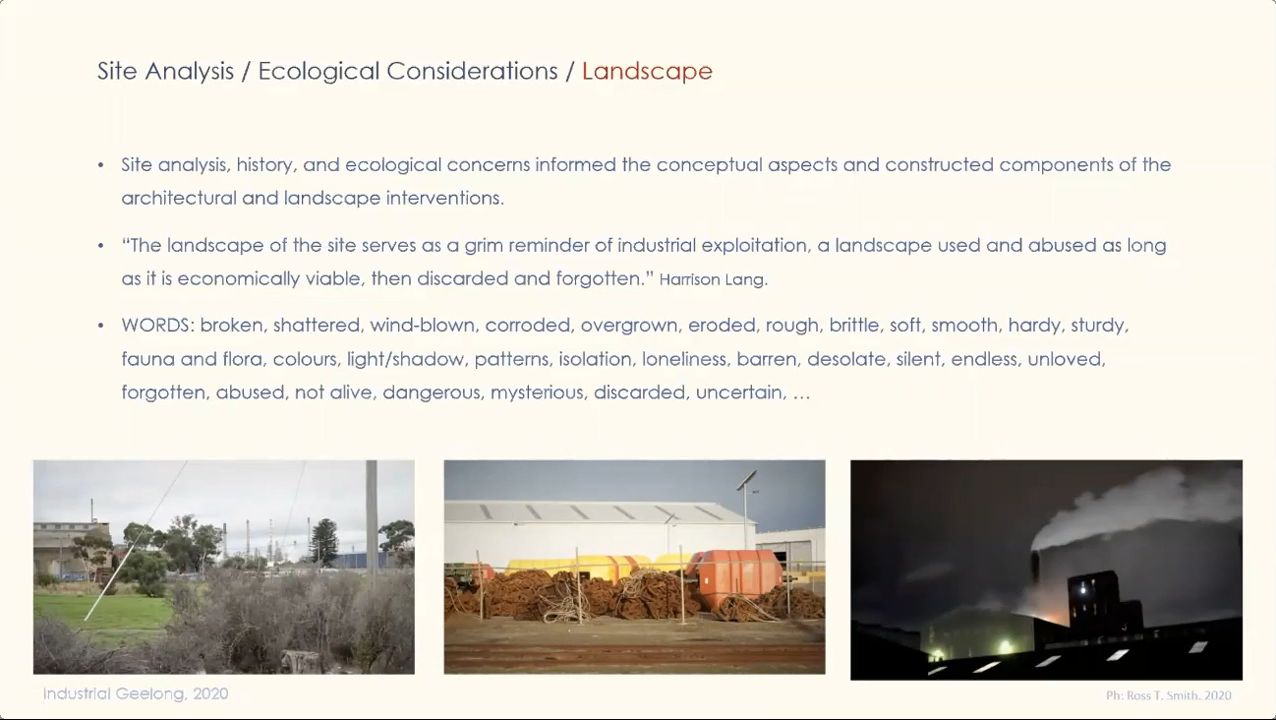 Site Analysis / Ecological Considerations / Landscape
• Site analysis, history, and ecological concerns informed the conceptual aspects and constructed components of the
architectural and landscape interventions.
• “The landscape of the site serves as a grim reminder of industrial exploitation, a landscape used and abused as long
as it is economically viable, then discarded and forgotten.” Harrison Lang.
• WORDS: broken, shattered, wind-blown, corroded, overgrown, eroded, rough, brittle, soft, smooth, hardy, sturdy,
fauna and flora, colours, light/shadow, patterns, isolation, loneliness, barren, desolate, silent, endless, unloved,
forgotten, abused, not alive, dangerous, mysterious, discarded, uncertain, …
Industrial Geelong, 2020
Ph: Ross T. Smith. 2020